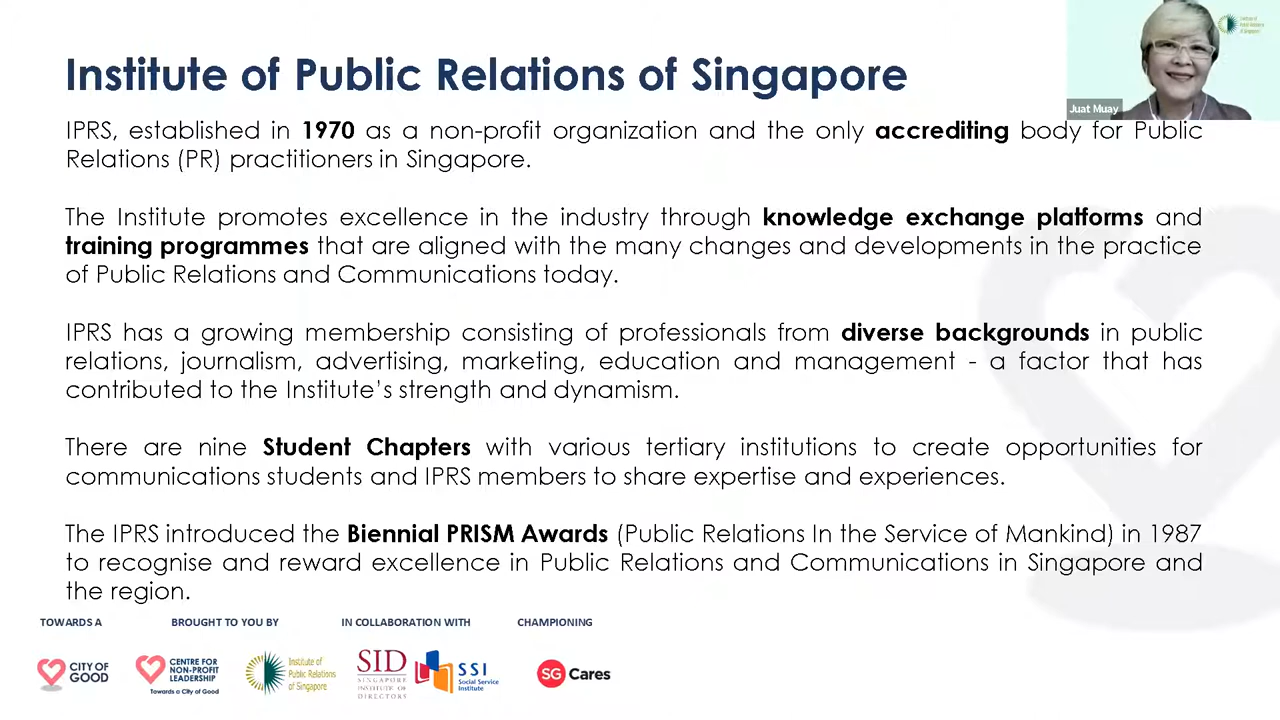 Institute of Public Relations of Singapore
Institute of Public Relations of Singapore
Juat Muay
IPRS, established in 1970 as a non-profit organization and the only accrediting body for Public
Relations (PR) practitioners in Singapore.
The Institute promotes excellence in the industry through knowledge exchange platforms and
training programmes that are aligned with the many changes and developments in the practice
of Public Relations and Communications today.
IPRS has a growing membership consisting of professionals from diverse backgrounds in public
relations, journalism, advertising, marketing, education and management - a factor that has
contributed to the Institute's strength and dynamism.
There are nine Student Chapters with various tertiary institutions to create opportunities for
communications students and IPRS members to share expertise and experiences.
The IPRS introduced the Biennial PRISM Awards (Public Relations In the Service of Mankind) in 1987
to recognise and reward excellence in Public Relations and Communications in Singapore and
the region.
TOWARDS A BROUGHT TO YOU BY IN COLLABORATION WITH CHAMPIONING
CITY OF
GOOD
CENTRE FOR
NON-PROFIT
LEADERSHIP
Towards a City of Good
Institute of
Public Relations
of Singapore
SID
SINGAPORE
INSTITUTE OF
DIRECTORS
SSI
Social Service
Institute
SG Cares